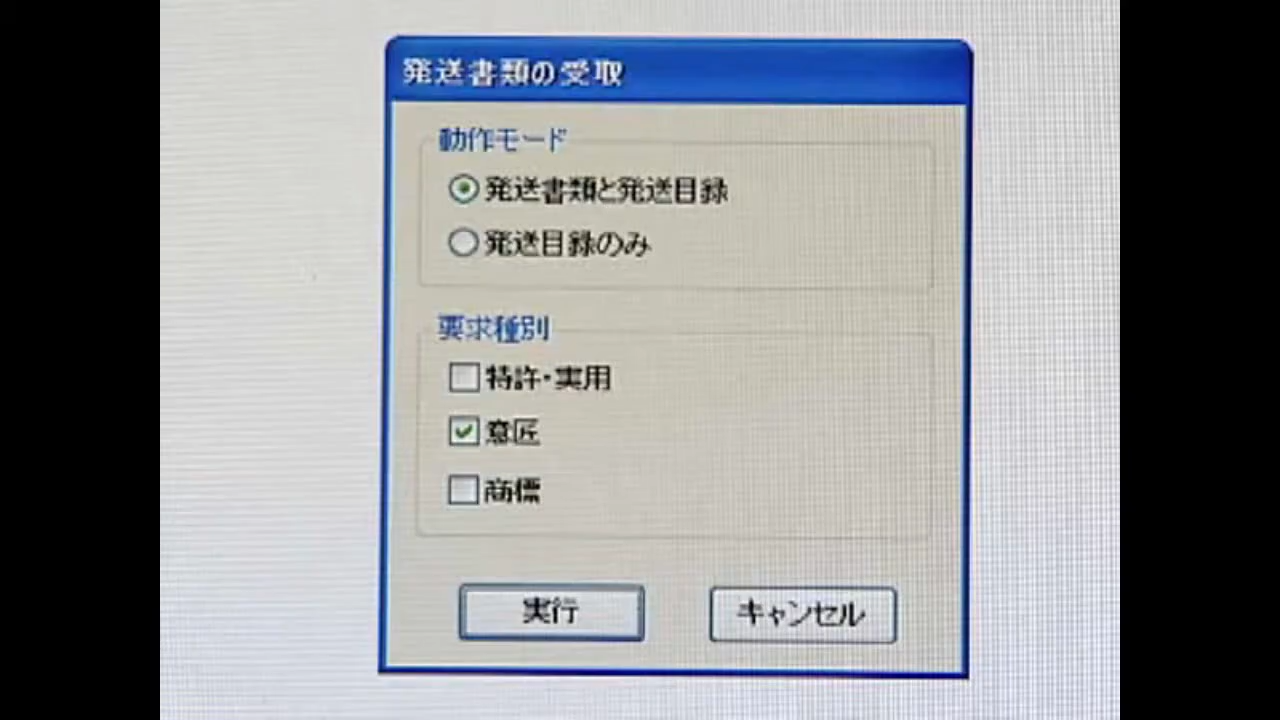 発送書類の受取
動作モード
発送書類と発送目録
発送目録のみ
要求種別
特許・実用
意匠
商標
実行
キャンセル